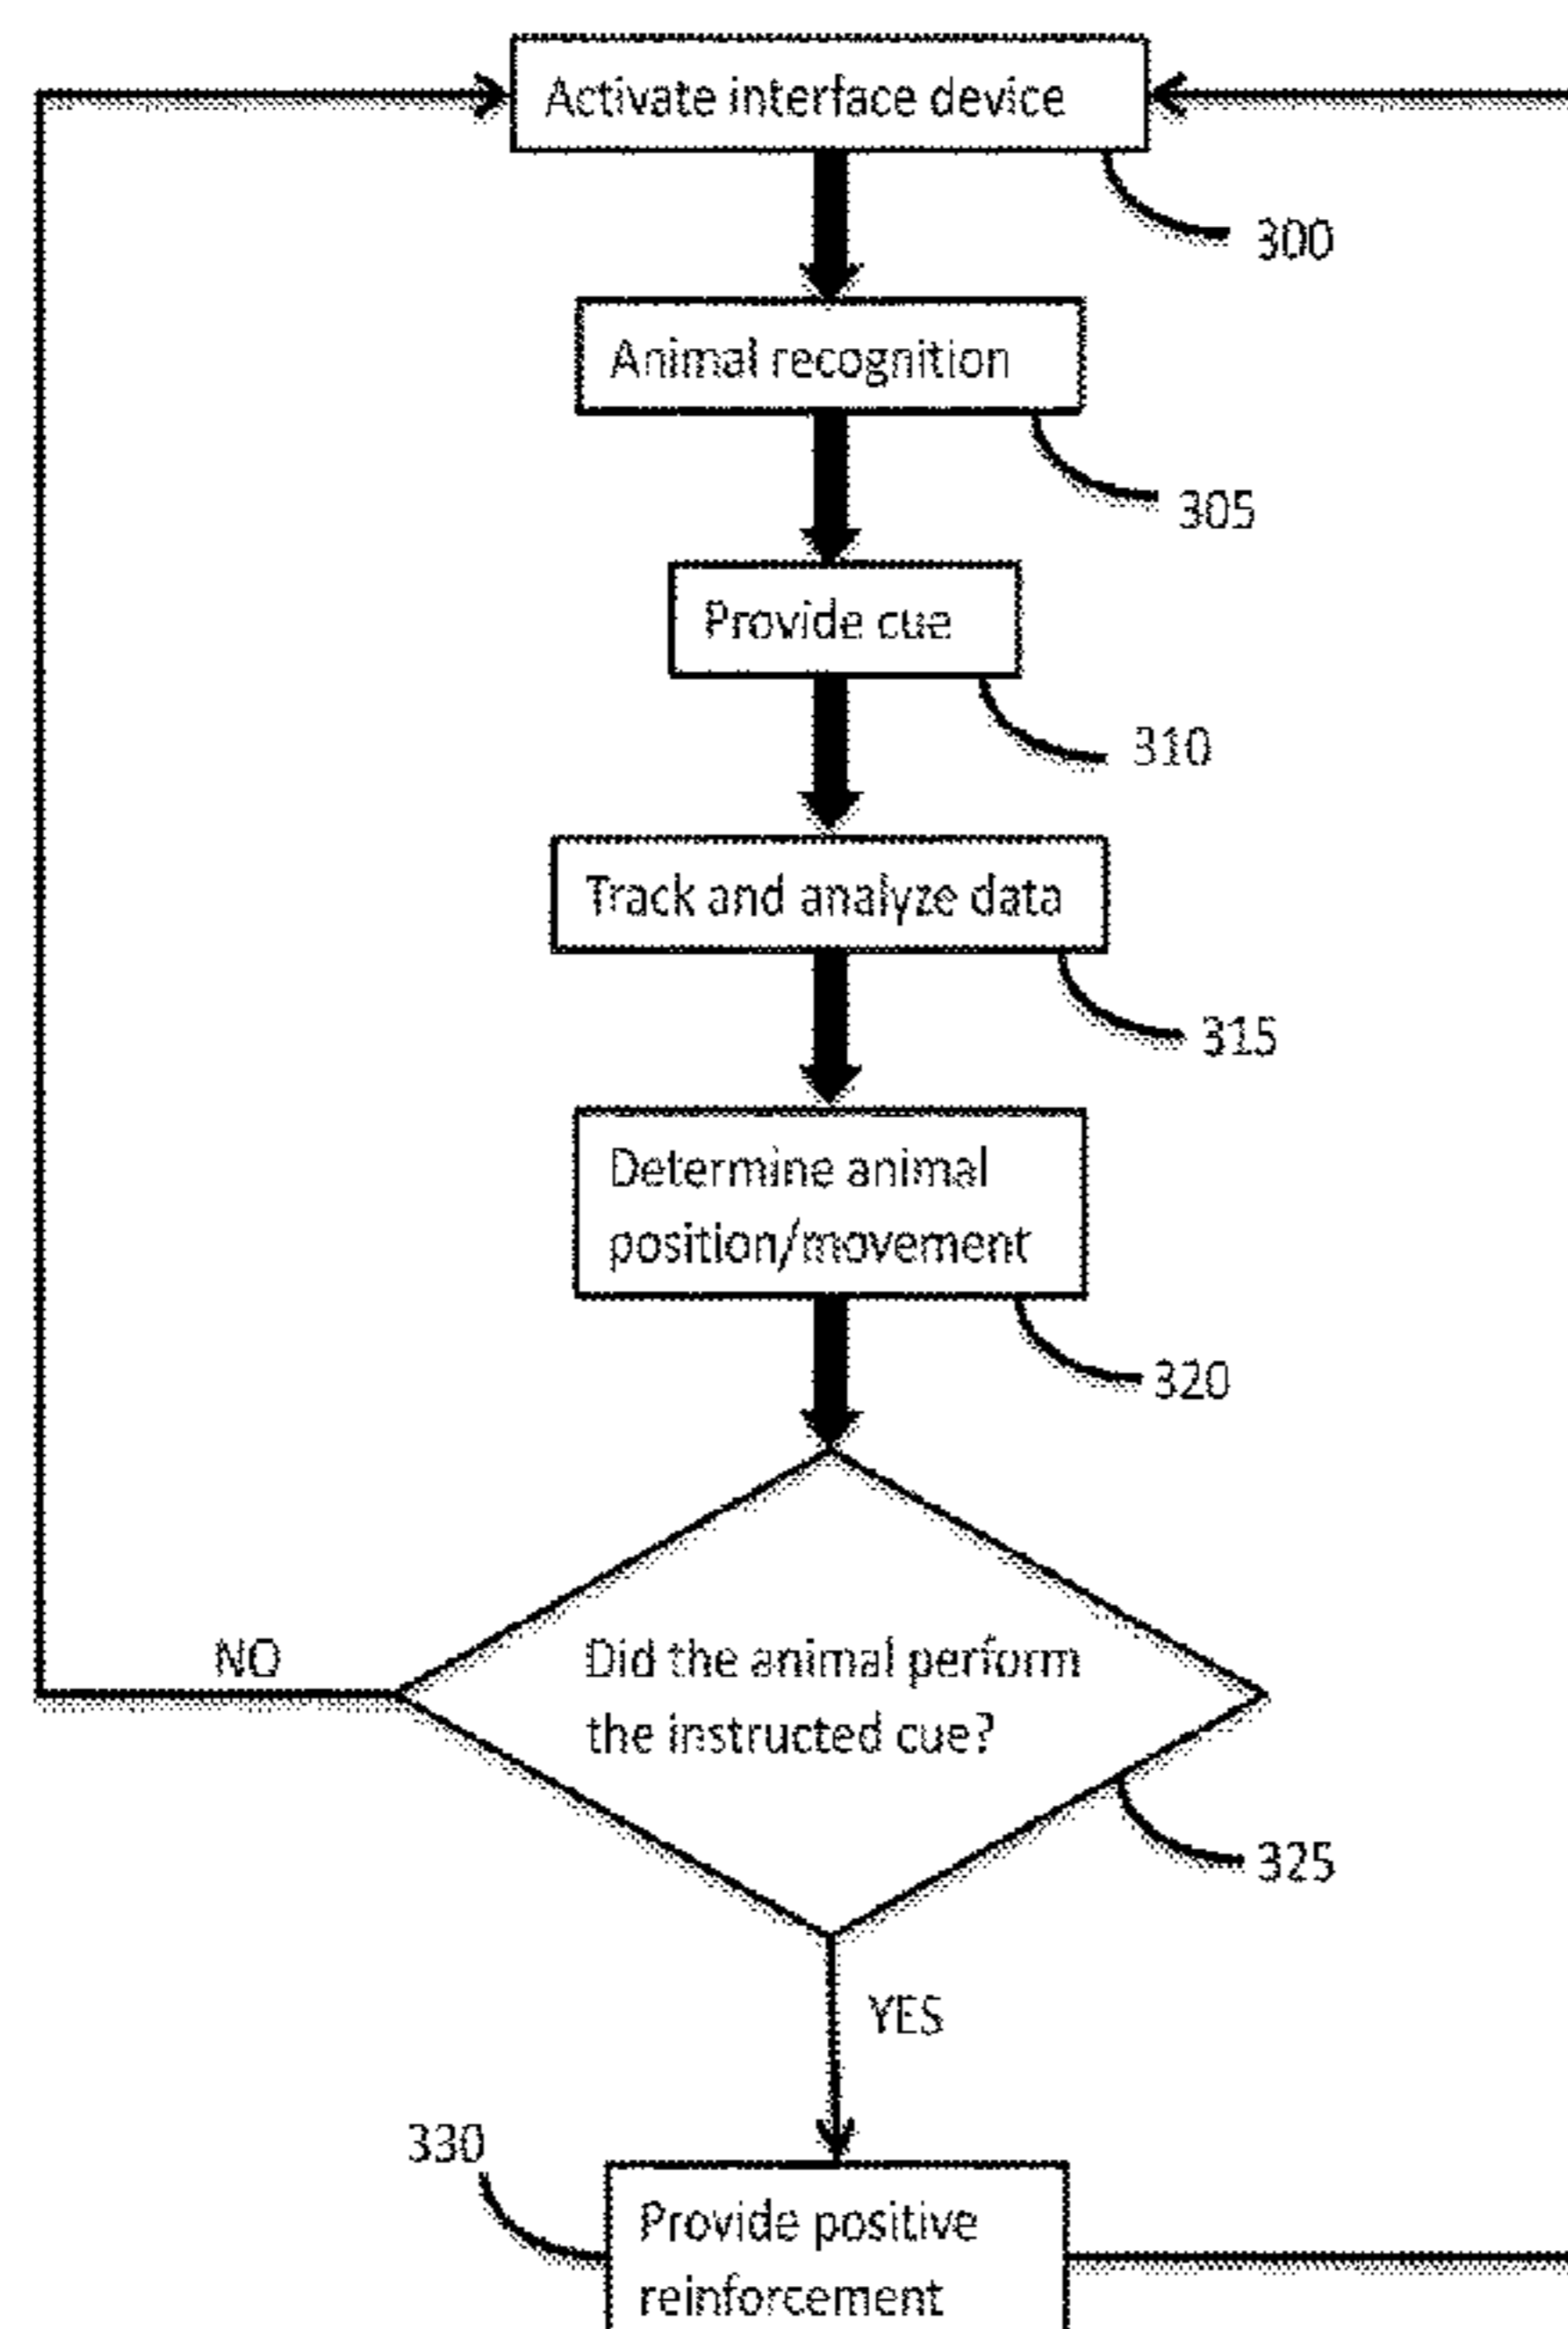 Activate interface device
300
Animal recognition
305
Provide cue
310
Track and analyze data
315
Determine animal
position/movement
320
NO
Did the animal perform
the instructed cue?
325
YES
330
Provide positive
reinforcement